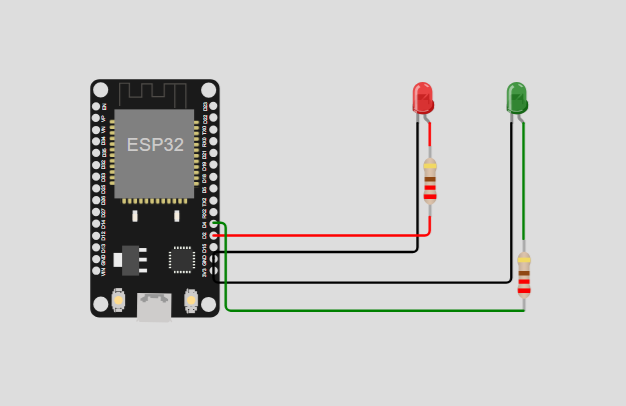 EN
VP
VN
D34
D35
D32
D33
D25
D26
D27
D14
D12
D13
GND
VIN
ESP32
D23
D22
TX0
RX0
D21
D19
D18
D5
TX2
RX2
D4
D2
D15
GND
3V3